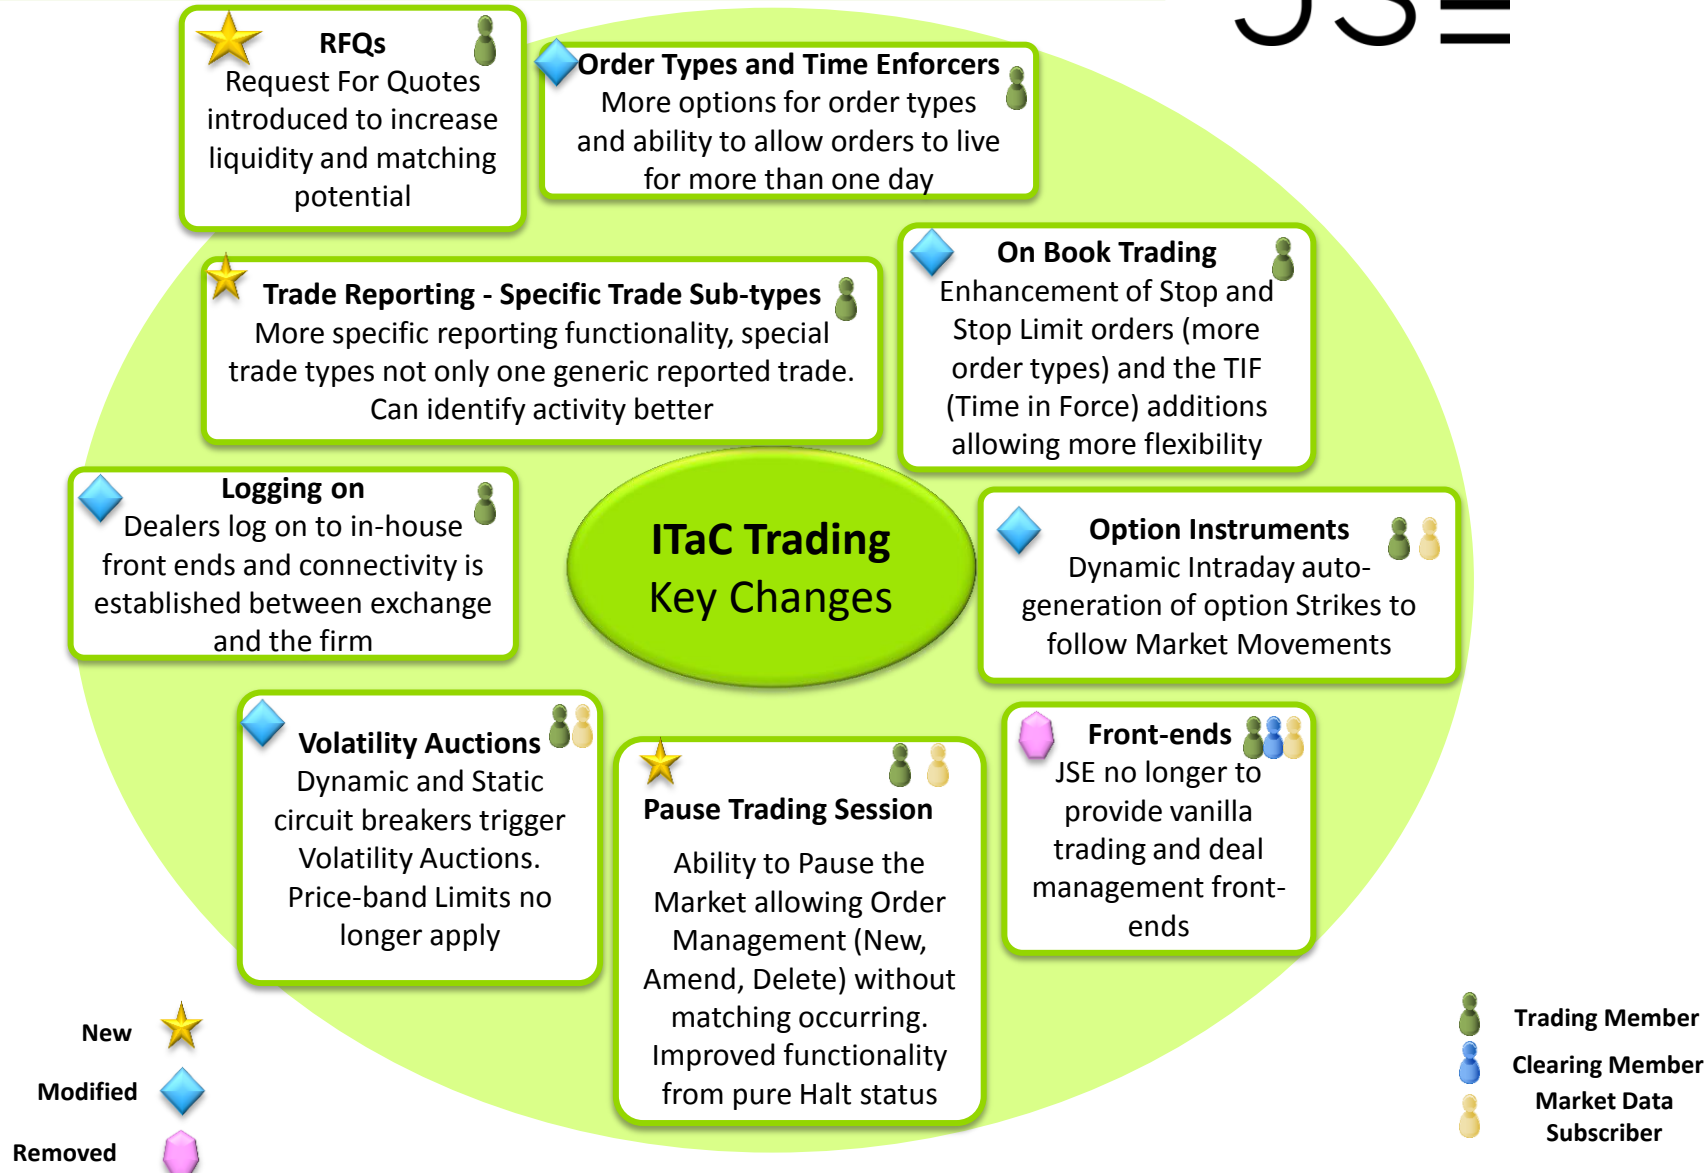 JSE
RFQs
Request For Quotes
introduced to increase
liquidity and matching
potential
Order Types and Time Enforcers
More options for order types
and ability to allow orders to live
for more than one day
Trade Reporting - Specific Trade Sub-types
More specific reporting functionality, special
trade types not only one generic reported trade.
Can identify activity better
On Book Trading
Enhancement of Stop and
Stop Limit orders (more
order types) and the TIF
(Time in Force) additions
allowing more flexibility
Logging on
Dealers log on to in-house
front ends and connectivity is
established between exchange
and the firm
ITaC Trading
Key Changes
Option Instruments
Dynamic Intraday auto-
generation of option Strikes to
follow Market Movements
Volatility Auctions
Dynamic and Static
circuit breakers trigger
Volatility Auctions.
Price-band Limits no
longer apply
Pause Trading Session
Ability to Pause the
Market allowing Order
Management (New,
Amend, Delete) without
matching occurring.
Improved functionality
from pure Halt status
Front-ends
JSE no longer to
provide vanilla
trading and deal
management front-
ends
New
Modified
Removed
Trading Member
Clearing Member
Market Data
Subscriber